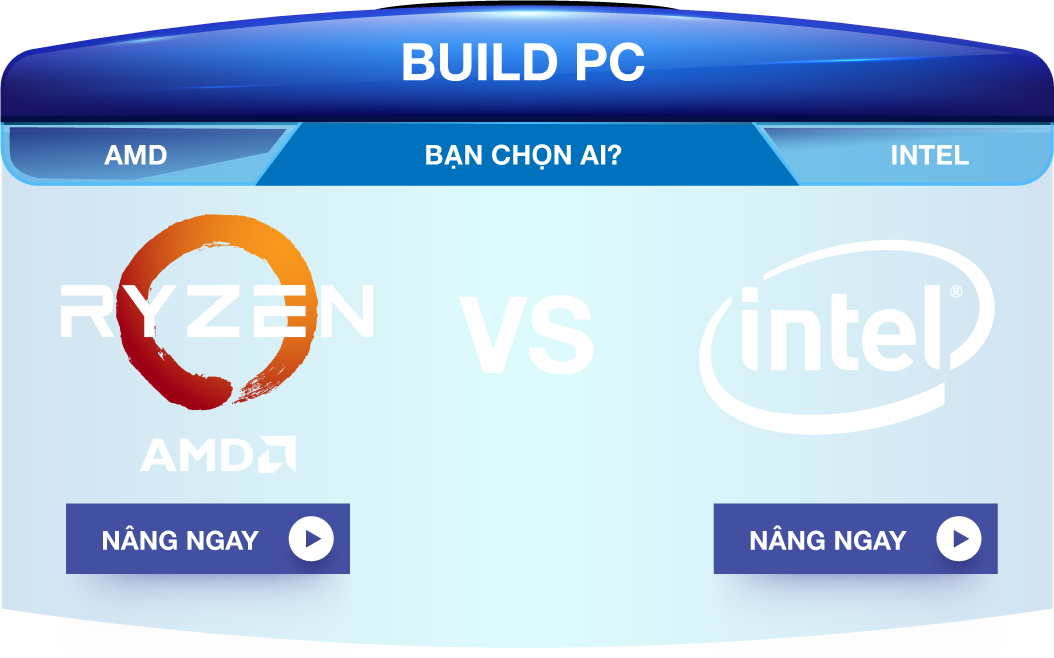 BUILD PC
AMD
BẠN CHỌN AI?
INTEL
RYZEN
AMD
VS
intel®
NÂNG NGAY
NÂNG NGAY